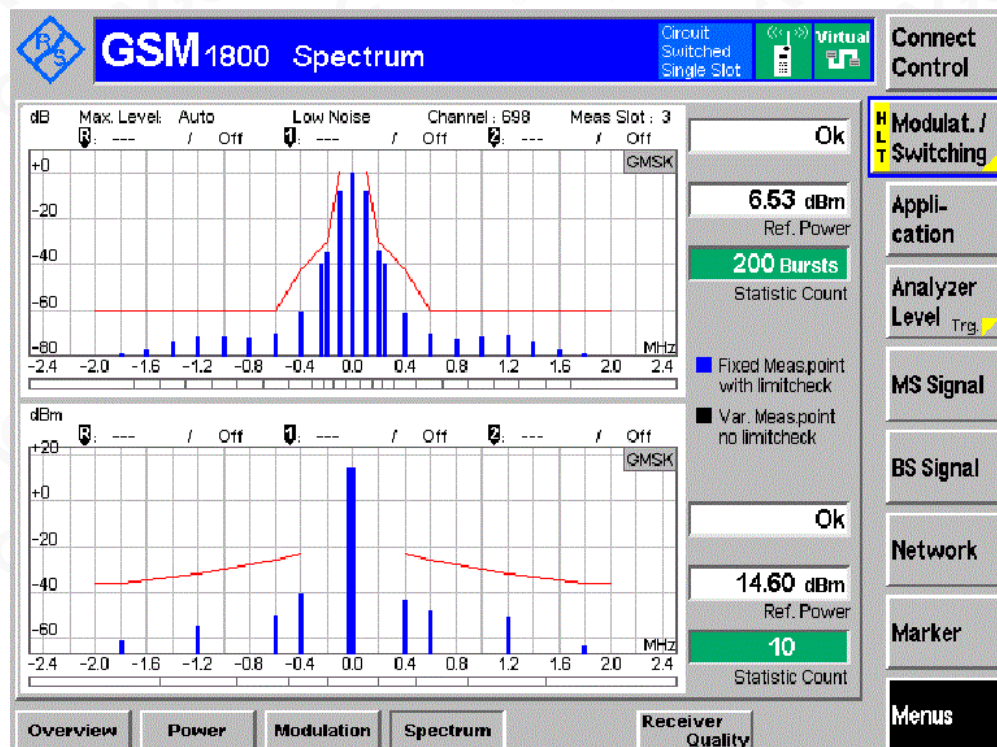 R/S
GSM 1800 Spectrum
Circuit
Switched
Single Slot
Virtual
Connect
Control
dB Max. Level: Auto Low Noise Channel : 698 Meas Slot : 3
R: --- / Off 1: --- / Off 2: --- / Off
GMSK
+0
-20
-40
-60
-80
MHz
-2.4 -2.0 -1.6 -1.2 -0.8 -0.4 0.0 0.4 0.8 1.2 1.6 2.0 2.4
Ok
6.53 dBm
Ref. Power
200 Bursts
Statistic Count
Fixed Meas.point
with limitcheck
Var. Meas.point
no limitcheck
dBm
R: --- / Off 1: --- / Off 2: --- / Off
GMSK
+20
+0
-20
-40
-60
MHz
-2.4 -2.0 -1.6 -1.2 -0.8 -0.4 0.0 0.4 0.8 1.2 1.6 2.0 2.4
Ok
14.60 dBm
Ref. Power
10
Statistic Count
HLT
Modulat. /
Switching
Appli-
cation
Analyzer
Level Trg.
MS Signal
BS Signal
Network
Marker
Menus
Overview Power Modulation Spectrum Receiver
Quality